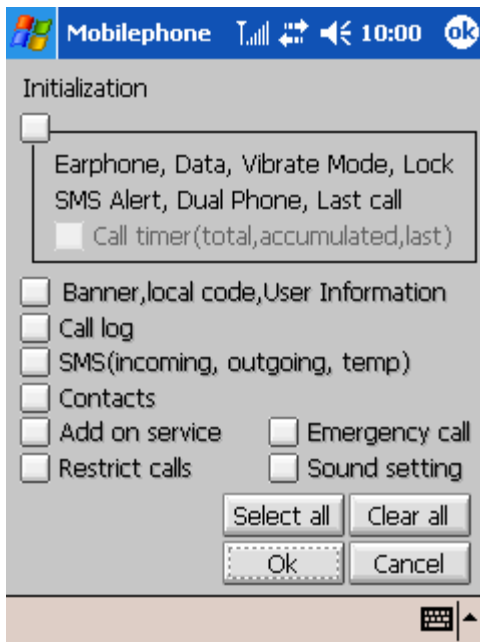 Mobilephone 10:00 ok
Initialization
Earphone, Data, Vibrate Mode, Lock
SMS Alert, Dual Phone, Last call
Call timer(total,accumulated,last)
Banner,local code,User Information
Call log
SMS(incoming, outgoing, temp)
Contacts
Add on service Emergency call
Restrict calls Sound setting
Select all Clear all
Ok Cancel